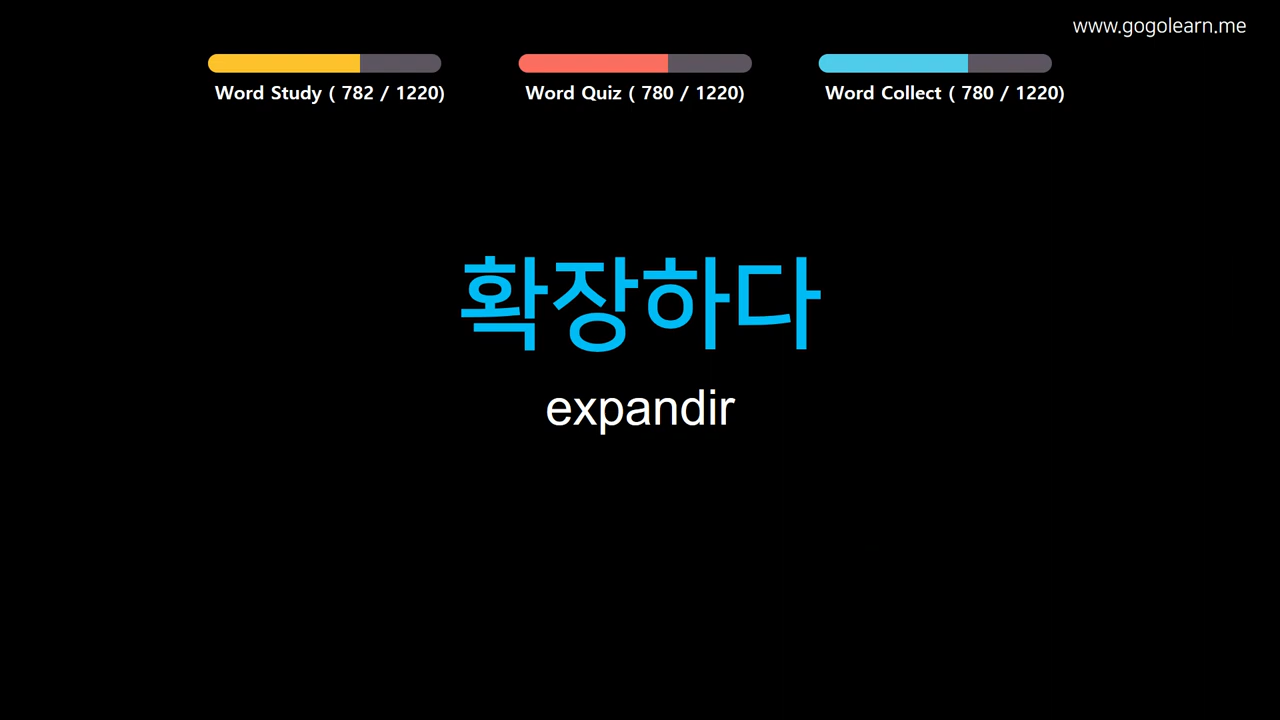 www.gogolearn.me
Word Study ( 782 / 1220)
Word Quiz ( 780 / 1220)
Word Collect ( 780 / 1220)
확장하다
expandir